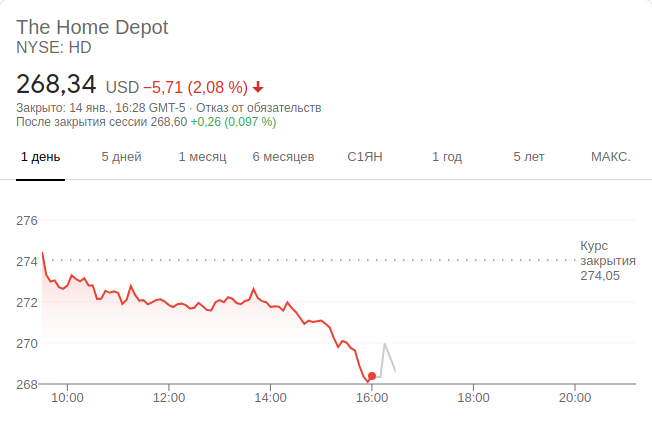 The Home Depot
NYSE: HD
268,34 USD −5,71 (2,08 %)
Закрыто: 14 янв., 16:28 GMT-5 · Отказ от обязательств
После закрытия сессии 268,60 +0,26 (0,097 %)
1 день 5 дней 1 месяц 6 месяцев С1ЯН 1 год 5 лет МАКС.
276
Курс
274 закрытия
274,05
272
270
268
10:00 12:00 14:00 16:00 18:00 20:00